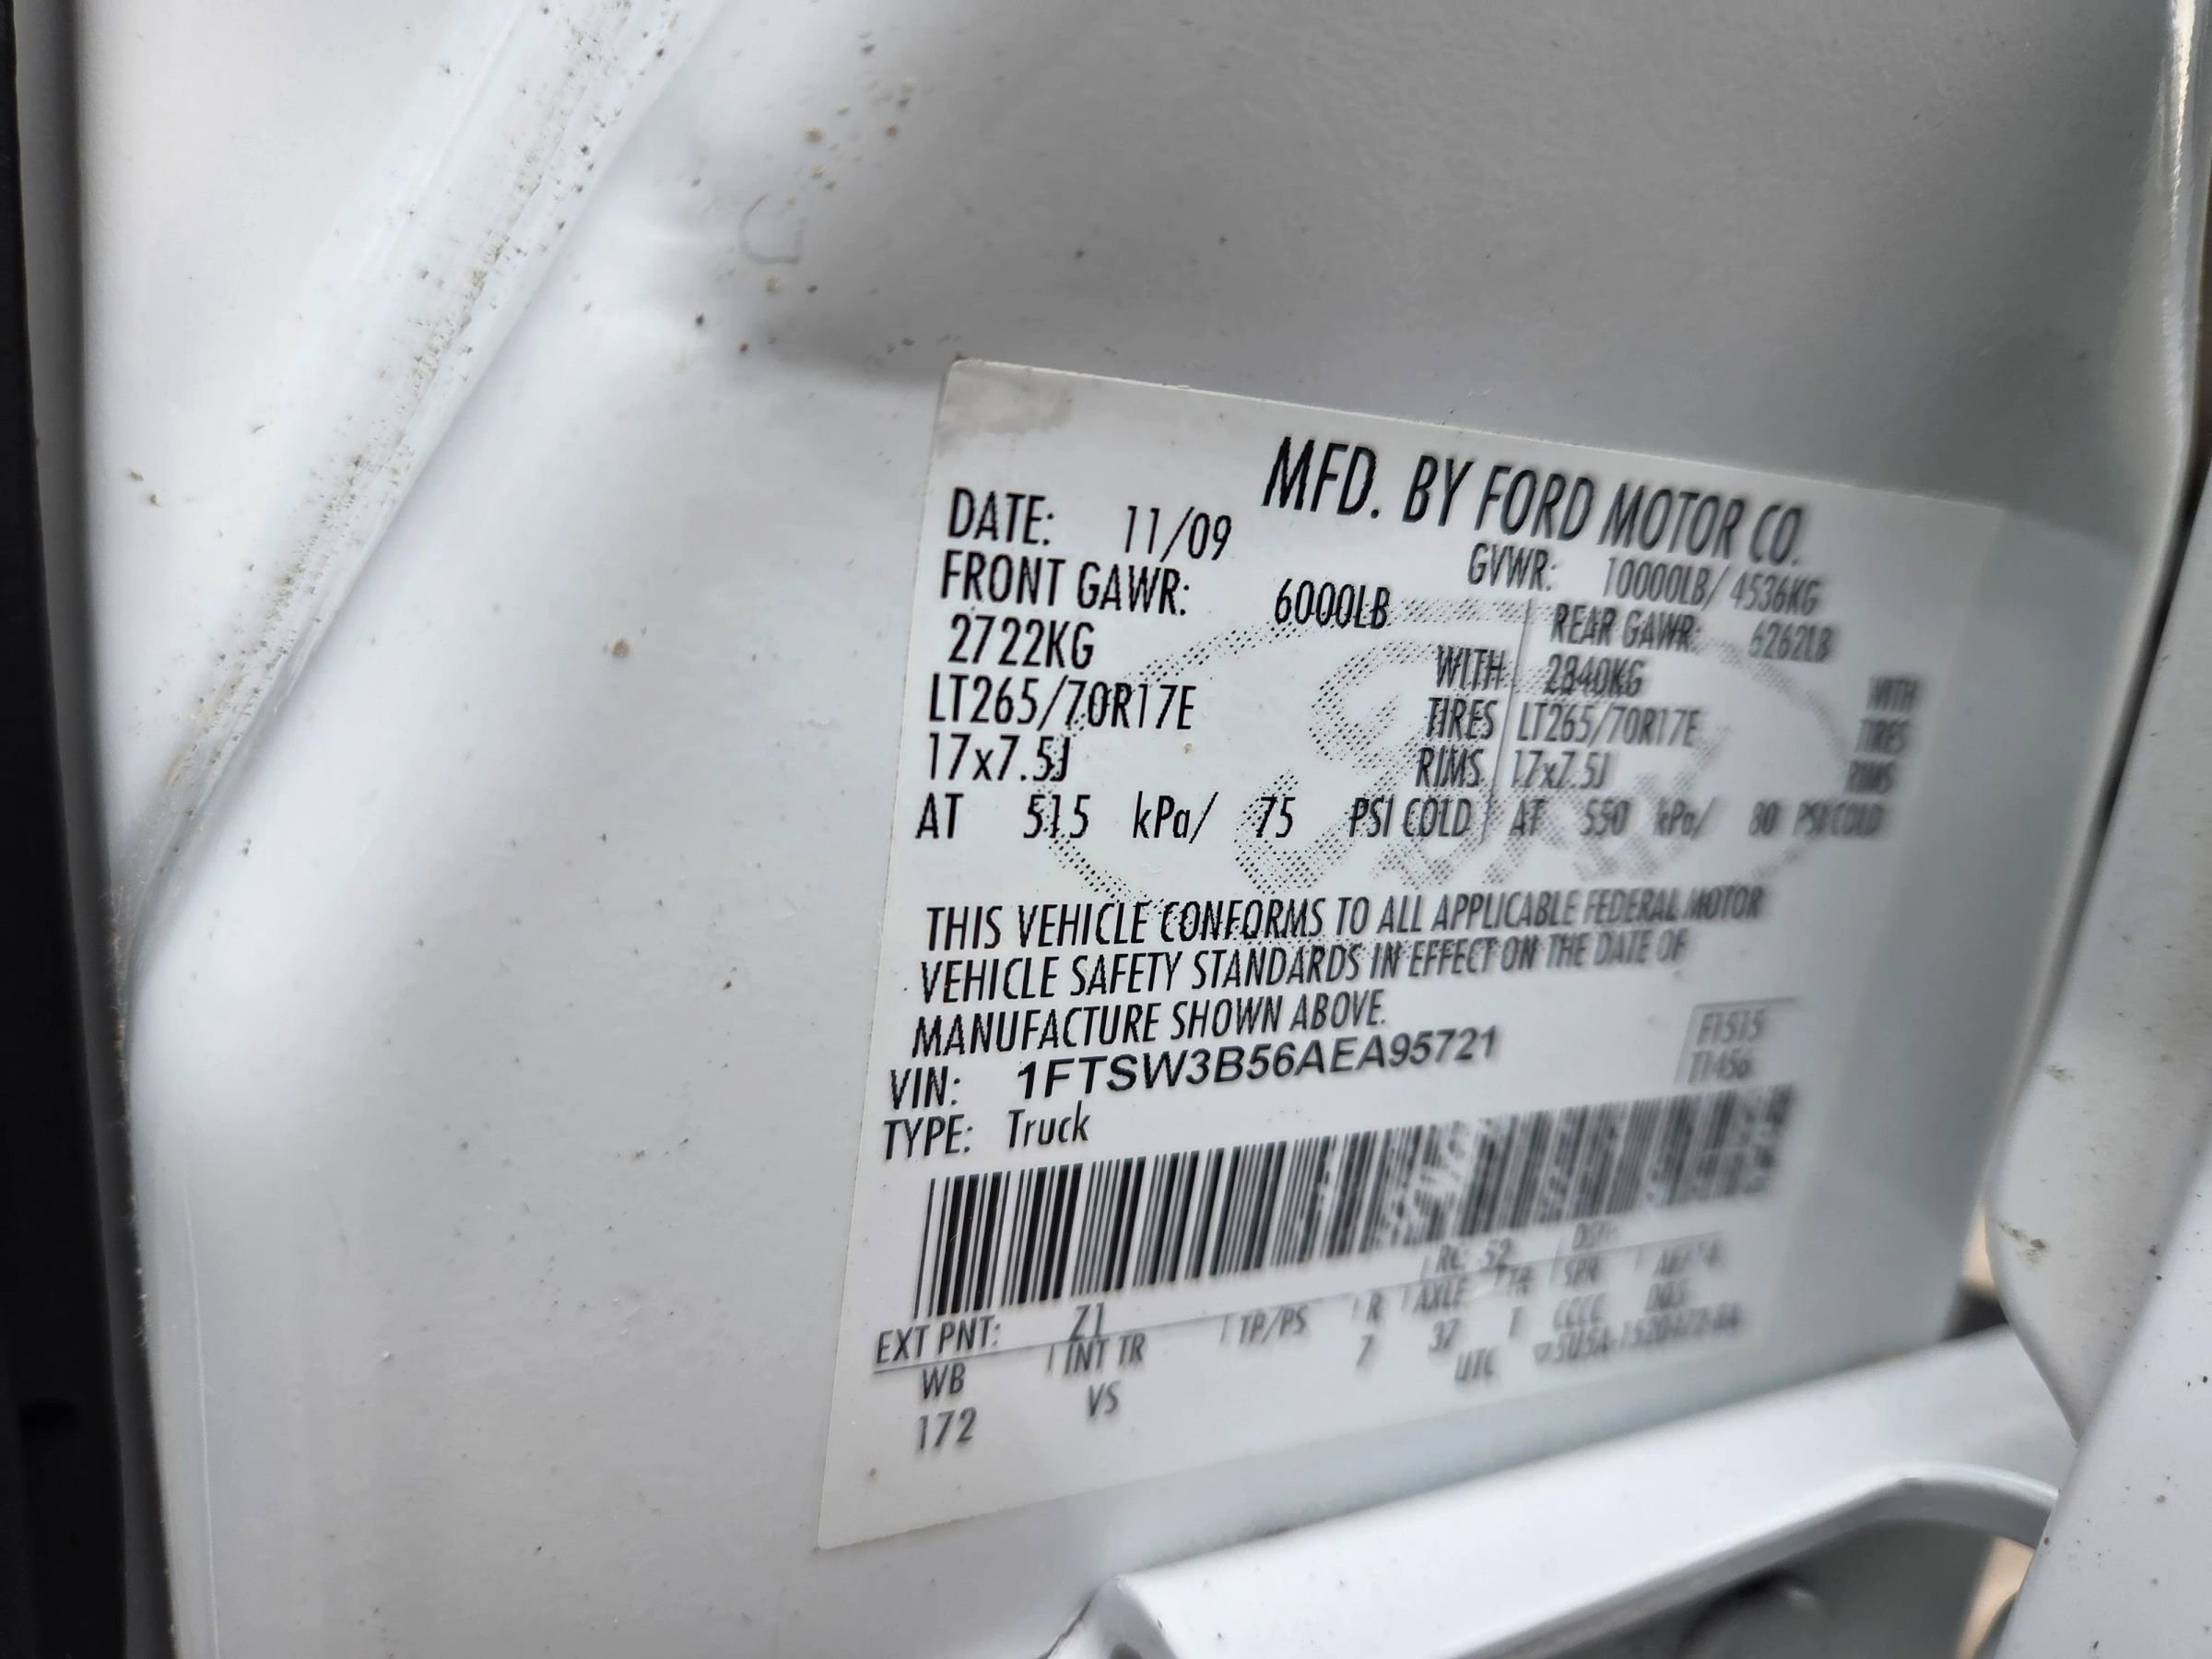 MFD. BY FORD MOTOR CO.
DATE: 11/09 GVWR: 10000LB/ 4536KG
FRONT GAWR: 6000LB REAR GAWR: 6262LB
2722KG WITH 2840KG WITH
LT265/70R17E TIRES LT265/70R17E TIRES
17x7.5J RIMS 17x7.5J RIMS
AT 515 kPa/ 75 PSI COLD AT 550 kPa/ 80 PSI COLD
THIS VEHICLE CONFORMS TO ALL APPLICABLE FEDERAL MOTOR
VEHICLE SAFETY STANDARDS IN EFFECT ON THE DATE OF
MANUFACTURE SHOWN ABOVE.
VIN: 1FTSW3B56AEA95721 F1515
TYPE: Truck T1456
EXT PNT: Z1 RC: 52 DSO:
WB INT TR TP/PS R AXLE TR SPR
172 VS 7 37 T CCCC
UTC